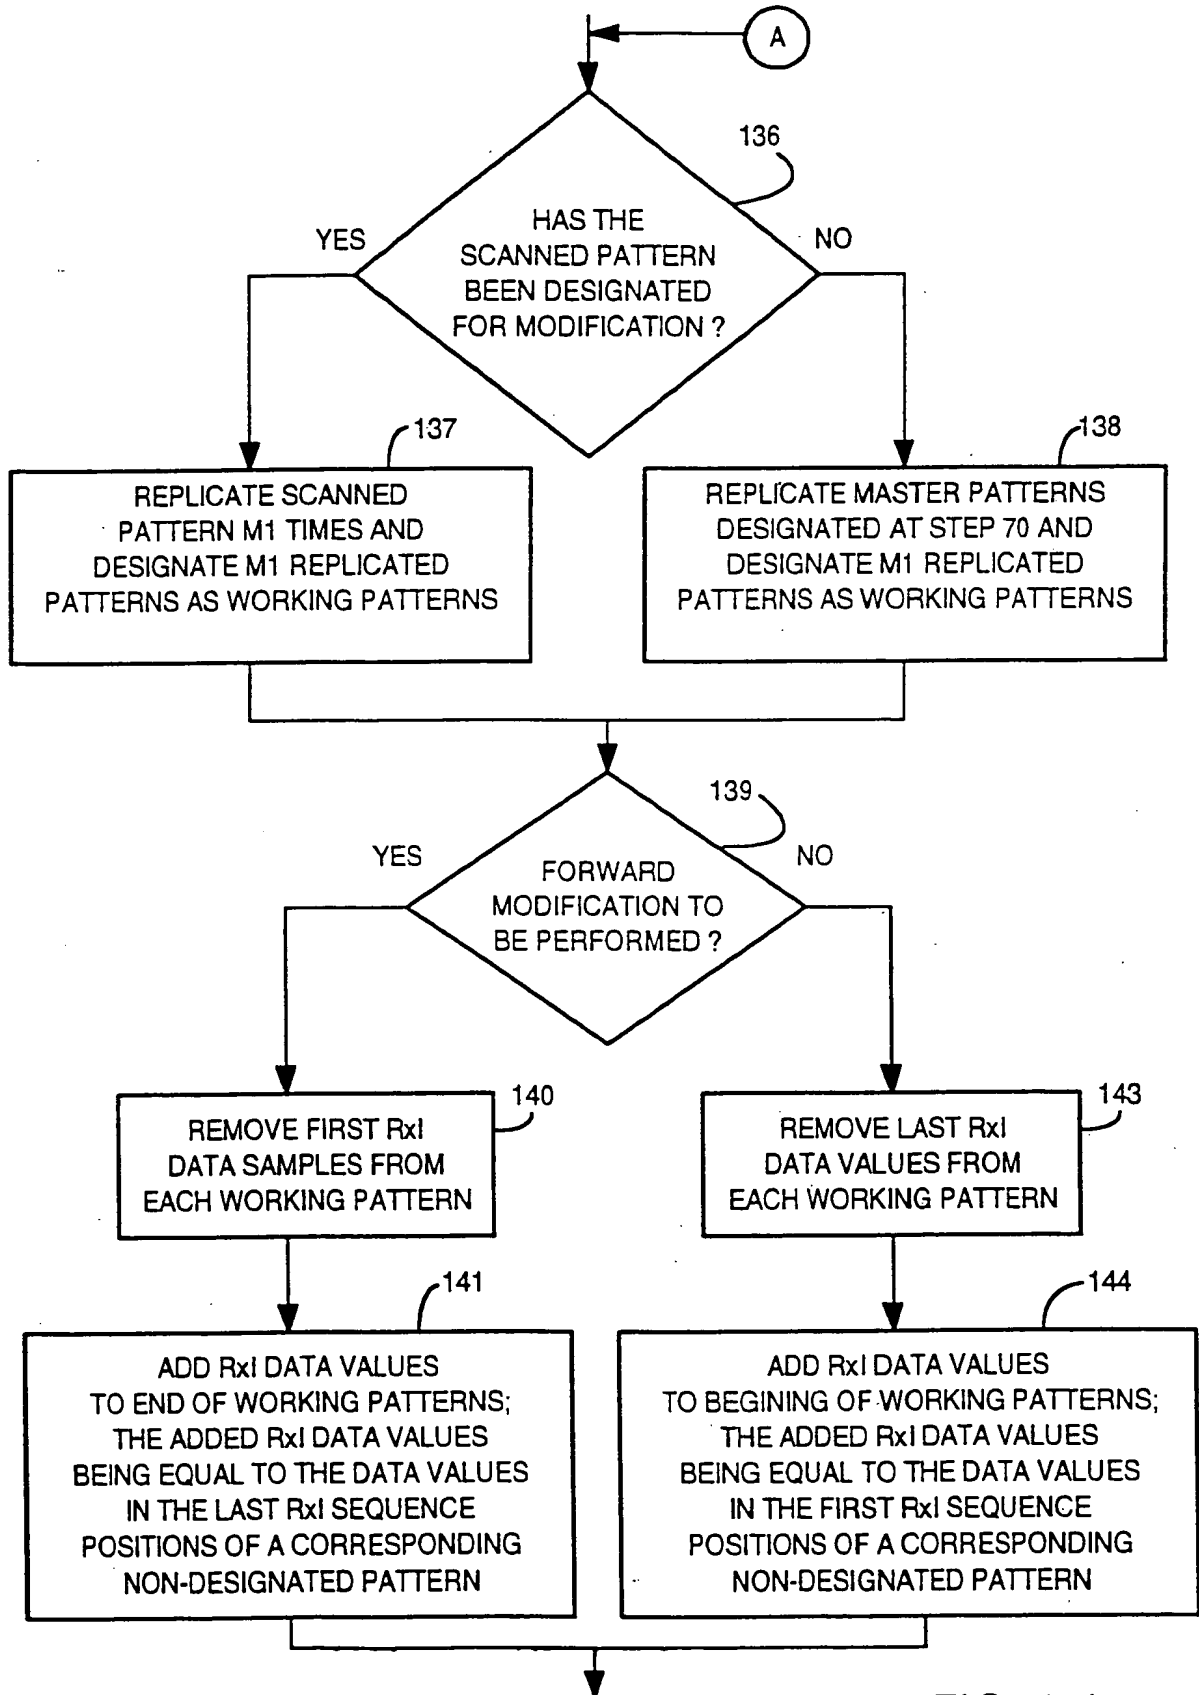 A
136
YES
NO
HAS THE
SCANNED PATTERN
BEEN DESIGNATED
FOR MODIFICATION ?
137
138
REPLICATE SCANNED
PATTERN M1 TIMES AND
DESIGNATE M1 REPLICATED
PATTERNS AS WORKING PATTERNS
REPLICATE MASTER PATTERNS
DESIGNATED AT STEP 70 AND
DESIGNATE M1 REPLICATED
PATTERNS AS WORKING PATTERNS
139
YES
NO
FORWARD
MODIFICATION TO
BE PERFORMED ?
140
143
REMOVE FIRST RxI
DATA SAMPLES FROM
EACH WORKING PATTERN
REMOVE LAST RxI
DATA VALUES FROM
EACH WORKING PATTERN
141
144
ADD RxI DATA VALUES
TO END OF WORKING PATTERNS;
THE ADDED RxI DATA VALUES
BEING EQUAL TO THE DATA VALUES
IN THE LAST RxI SEQUENCE
POSITIONS OF A CORRESPONDING
NON-DESIGNATED PATTERN
ADD RxI DATA VALUES
TO BEGINING OF WORKING PATTERNS;
THE ADDED RxI DATA VALUES
BEING EQUAL TO THE DATA VALUES
IN THE FIRST RxI SEQUENCE
POSITIONS OF A CORRESPONDING
NON-DESIGNATED PATTERN